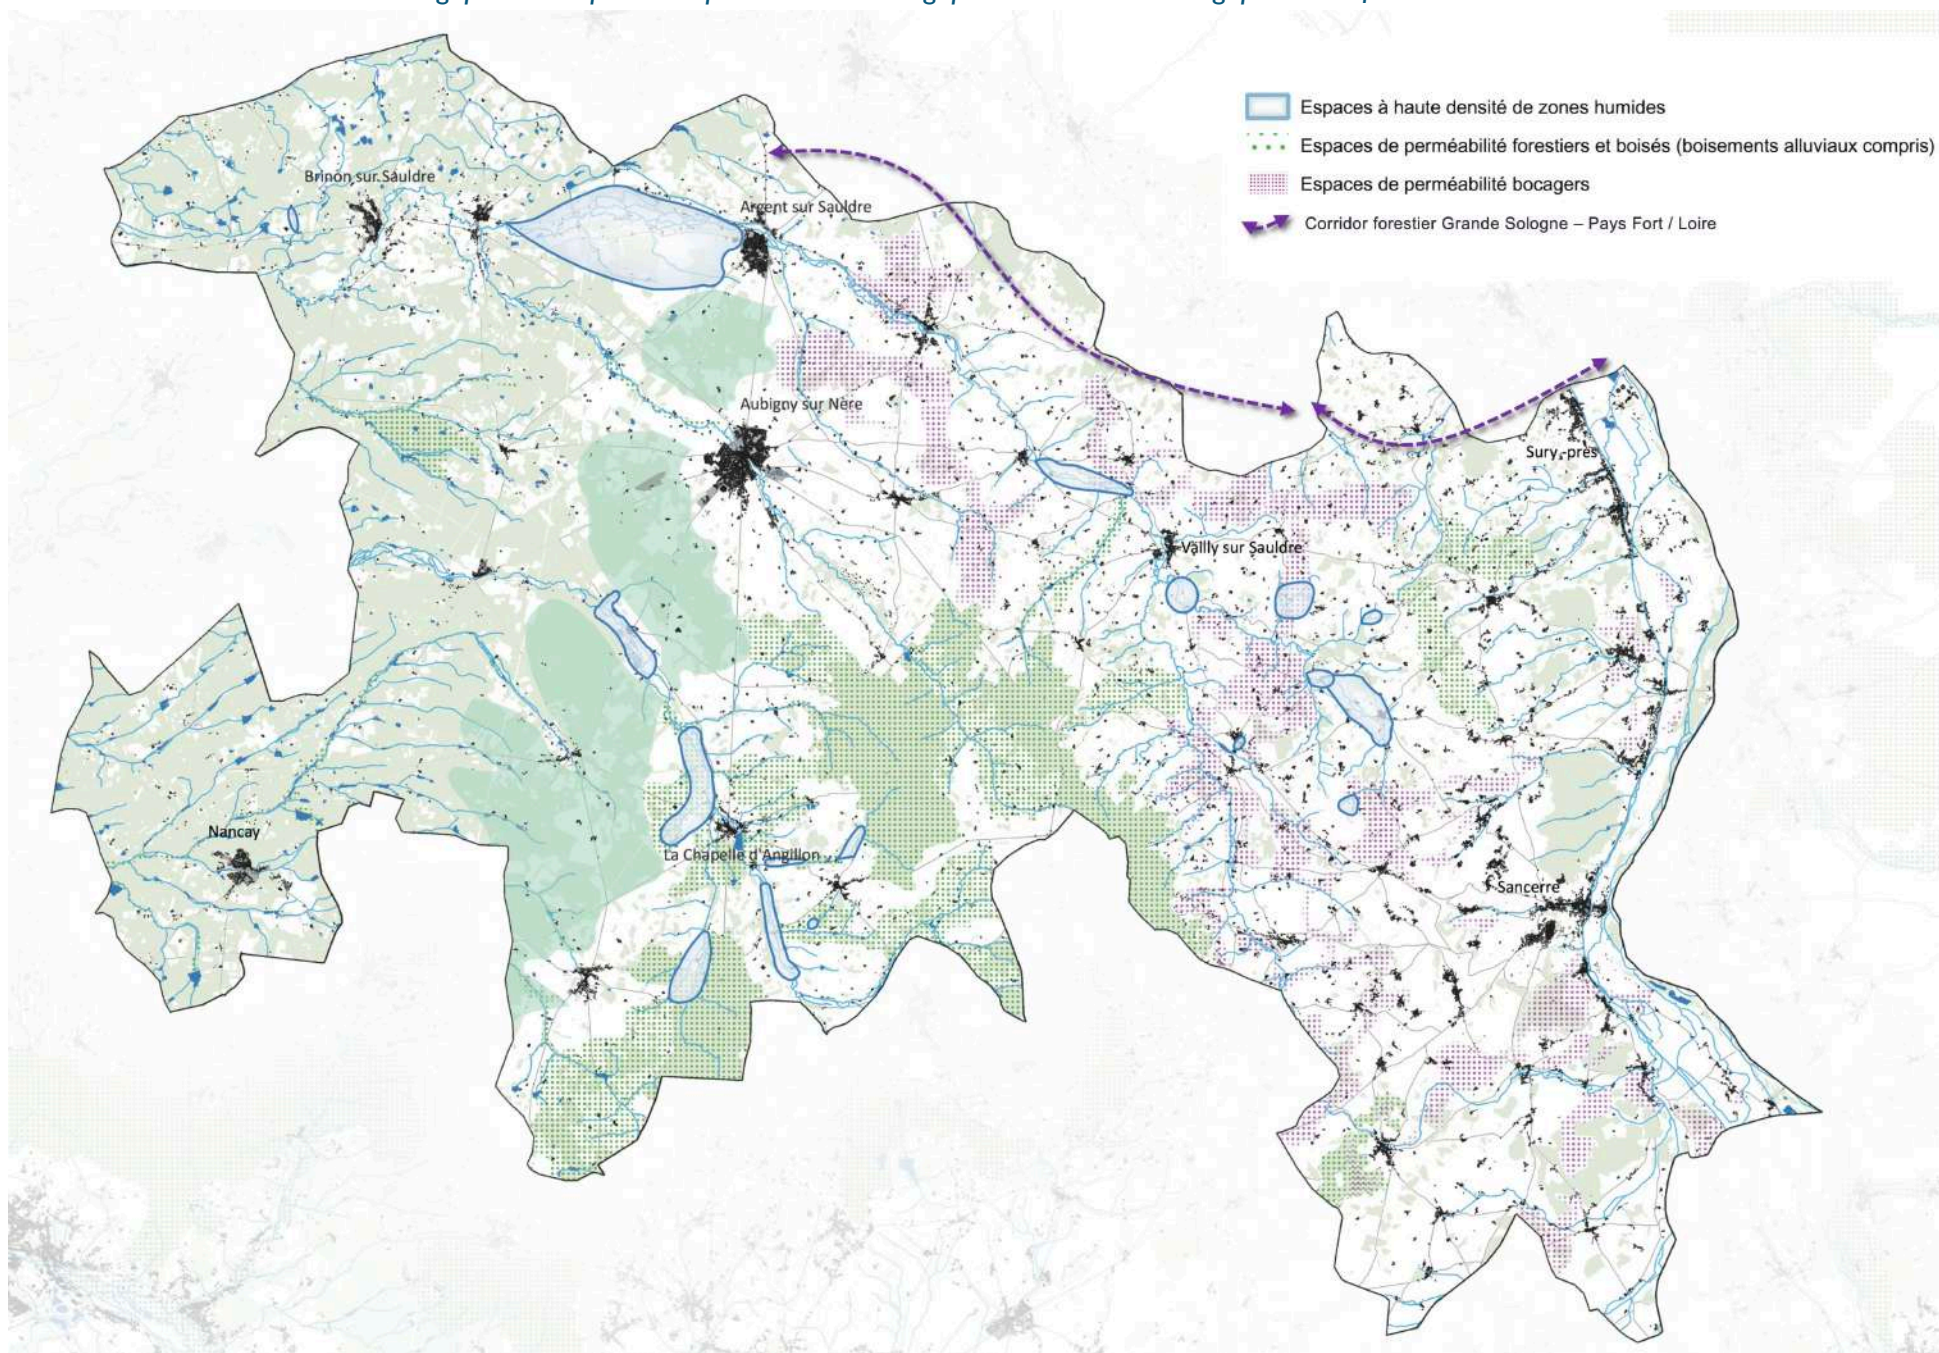 Espaces à haute densité de zones humides
Espaces de perméabilité forestiers et boisés (boisements alluviaux compris)
Espaces de perméabilité bocagers
Corridor forestier Grande Sologne – Pays Fort / Loire
Brinon sur Sauldre
Argent sur Sauldre
Aubigny sur Nère
Sury-près
Vailly sur Sauldre
Nancay
La Chapelle d'Angillon
Sancerre